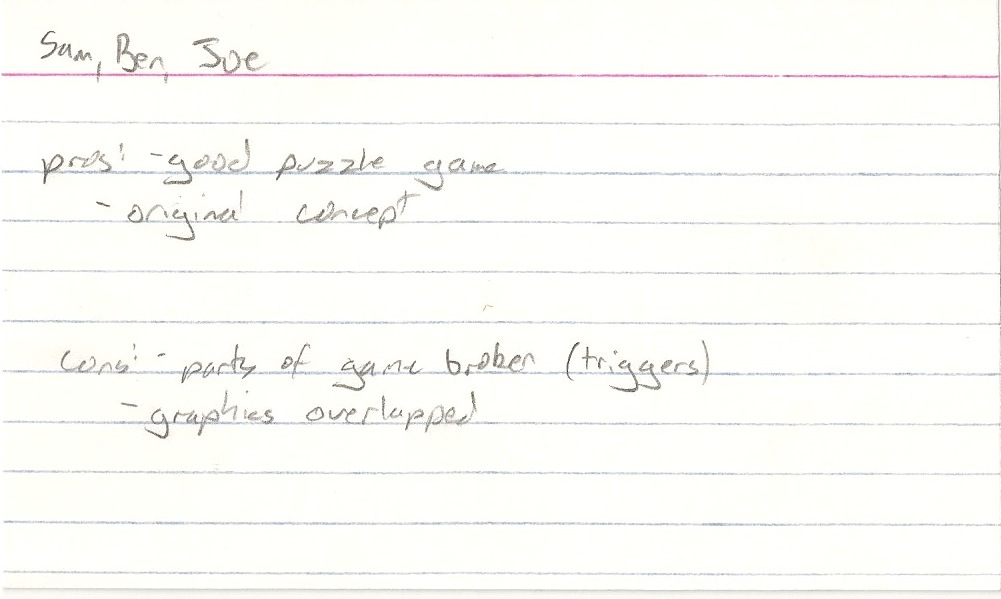 Sam, Ben, Joe
pros: - good puzzle game
- original concept
cons: - parts of game broken (triggers)
- graphics overlapped